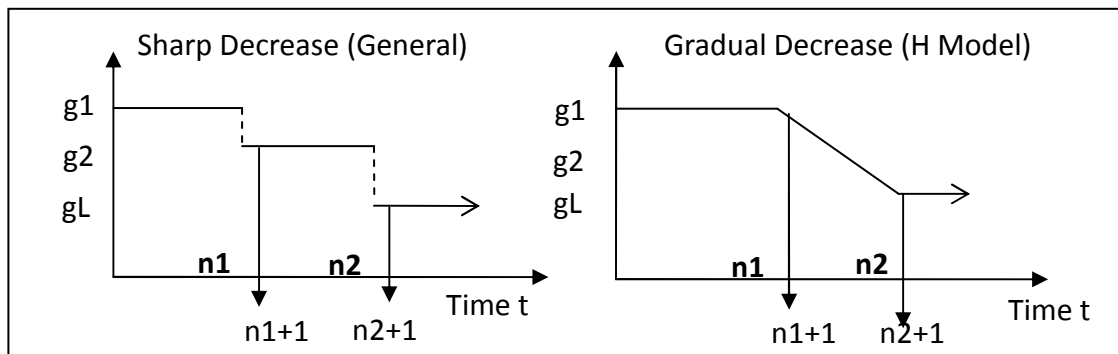 Sharp Decrease (General)
g1
g2
gL
n1
n2
Time t
n1+1
n2+1
Gradual Decrease (H Model)
g1
g2
gL
n1
n2
Time t
n1+1
n2+1